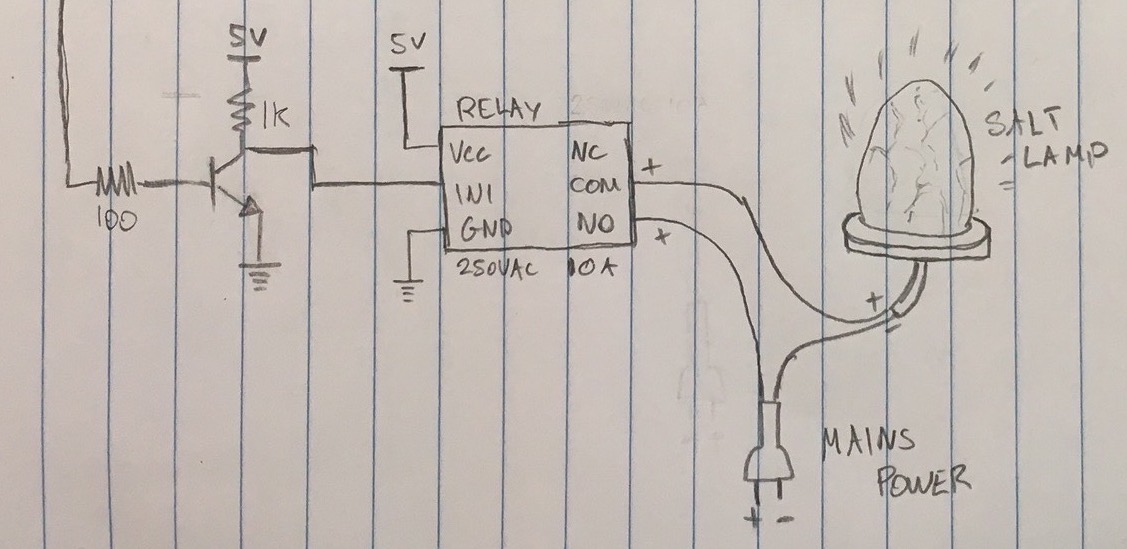 5V
1K
100
5V
RELAY
VCC
IN1
GND
NC
COM
NO
250VAC 10A
+
+
+
-
SALT
LAMP
MAINS
POWER
+ -